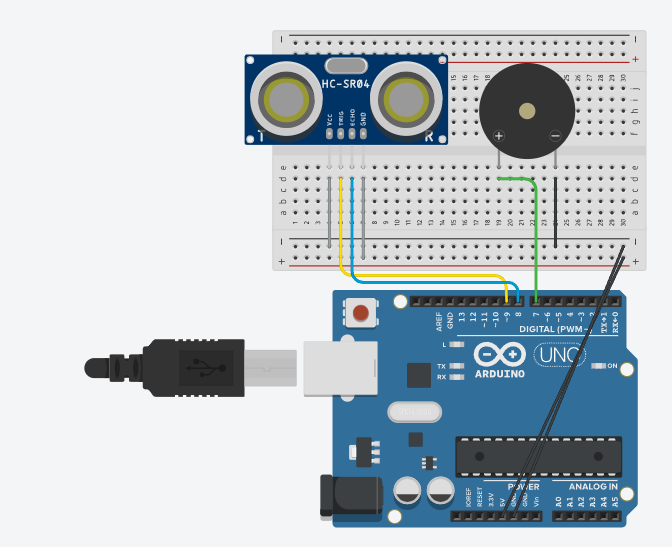 HC-SR04
VCC
TRIG
ECHO
GND
T
R
+
−
j
i
h
g
f
e
d
c
b
a
AREF
GND
13
12
~11
~10
~9
8
7
~6
~5
4
~3
2
TX→1
RX←0
DIGITAL (PWM ~)
L
TX
RX
ARDUINO
UNO
ON
IOREF
RESET
3.3V
5V
GND
GND
Vin
POWER
ANALOG IN
A0
A1
A2
A3
A4
A5